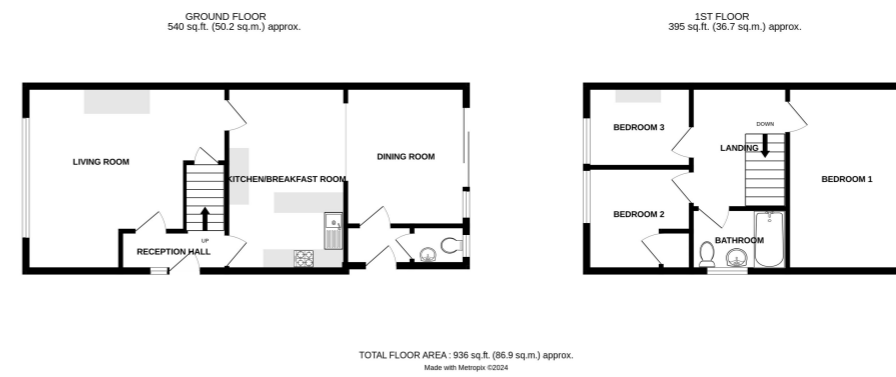 GROUND FLOOR
540 sq.ft. (50.2 sq.m.) approx.
1ST FLOOR
395 sq.ft. (36.7 sq.m.) approx.
LIVING ROOM
KITCHEN/BREAKFAST ROOM
DINING ROOM
UP
RECEPTION HALL
BEDROOM 3
DOWN
LANDING
BEDROOM 1
BEDROOM 2
BATHROOM
TOTAL FLOOR AREA : 936 sq.ft. (86.9 sq.m.) approx.
Made with Metropix ©2024